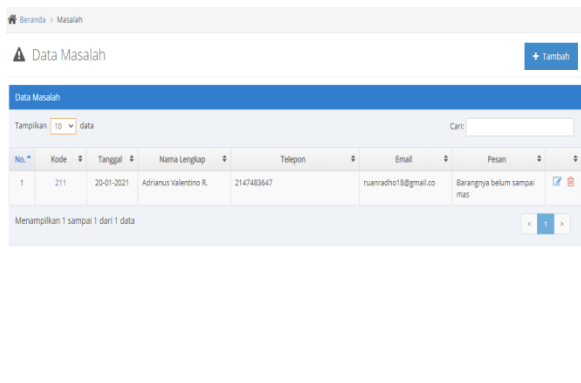 Beranda > Masalah
Data Masalah
+ Tambah
Data Masalah
Tampilkan 10 data
Cari:
No. Kode Tanggal Nama Lengkap Telepon Email Pesan
1 211 20-01-2021 Adrianus Valentino R. 2147483647 ruanradho18@gmail.co Barangnya belum sampai
mas
Menampilkan 1 sampai 1 dari 1 data
< 1 >